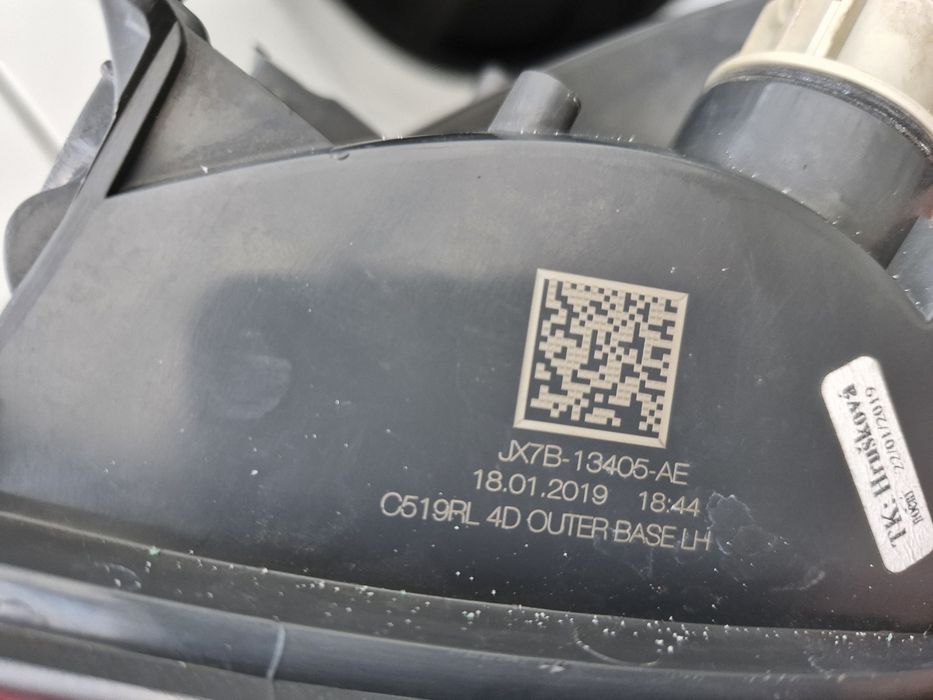 JX7B-13405-AE
18.01.2019 18:44
C519RL 4D OUTER BASE LH
TK: Hrušková
22/01/2019